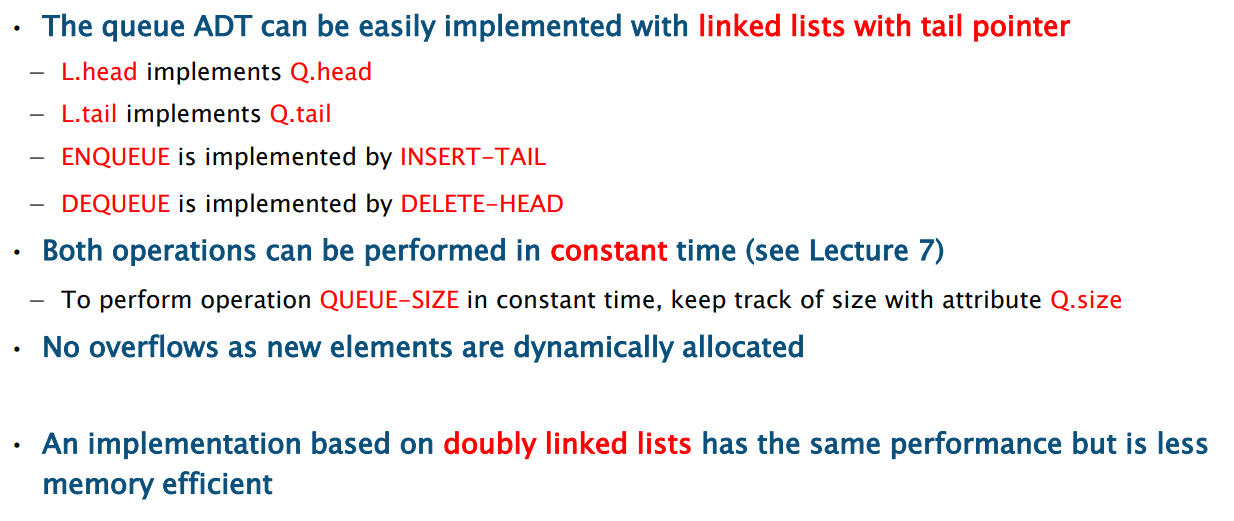 • The queue ADT can be easily implemented with linked lists with tail pointer
– L.head implements Q.head
– L.tail implements Q.tail
– ENQUEUE is implemented by INSERT-TAIL
– DEQUEUE is implemented by DELETE-HEAD
• Both operations can be performed in constant time (see Lecture 7)
– To perform operation QUEUE-SIZE in constant time, keep track of size with attribute Q.size
• No overflows as new elements are dynamically allocated
• An implementation based on doubly linked lists has the same performance but is less
memory efficient